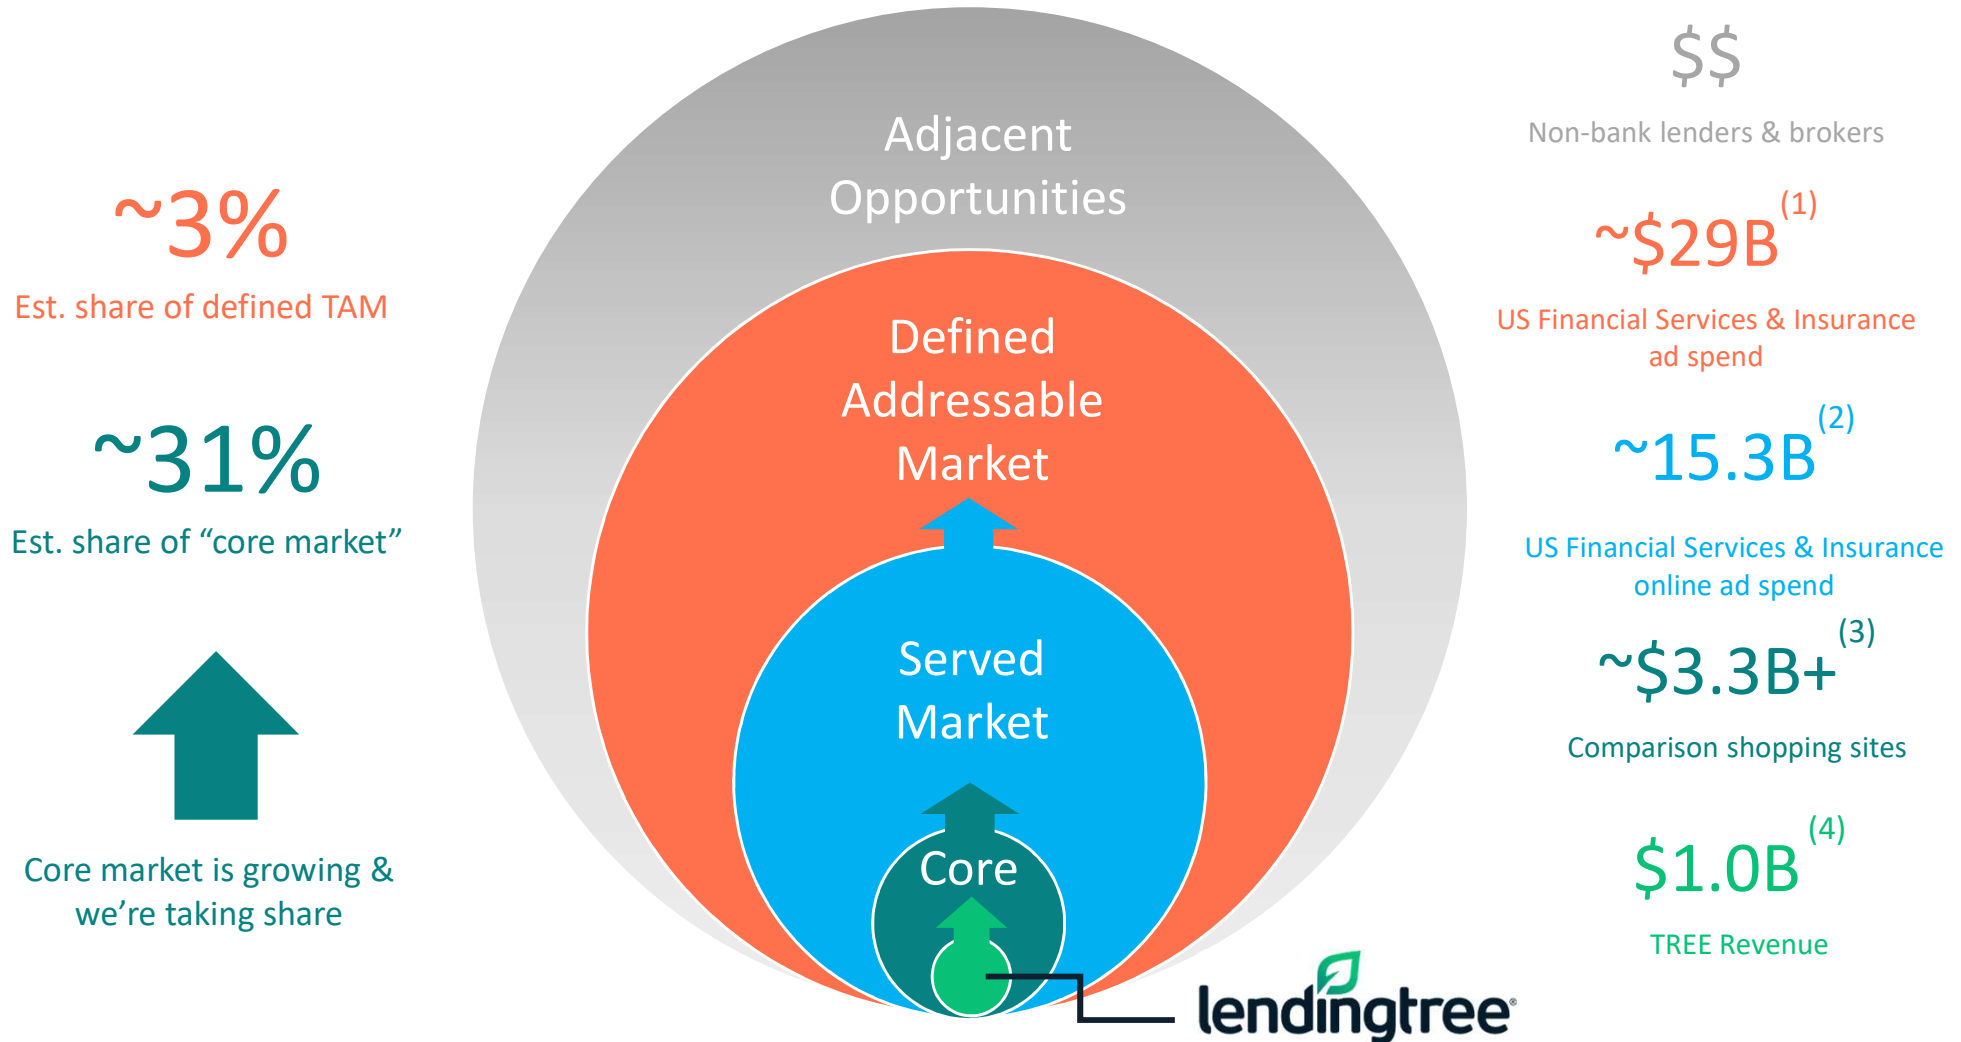 ~3%
Est. share of defined TAM
~31%
Est. share of “core market”
Core market is growing &
we’re taking share
Adjacent
Opportunities
Defined
Addressable
Market
Served
Market
Core
lendingtree®
$$
Non-bank lenders & brokers
~$29B(1)
US Financial Services & Insurance
ad spend
~15.3B(2)
US Financial Services & Insurance
online ad spend
~$3.3B+(3)
Comparison shopping sites
$1.0B(4)
TREE Revenue